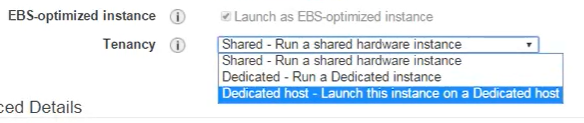 EBS-optimized instance Launch as EBS-optimized instance
Tenancy Shared - Run a shared hardware instance
Shared - Run a shared hardware instance
Dedicated - Run a Dedicated instance
Dedicated host - Launch this instance on a Dedicated host
ced Details